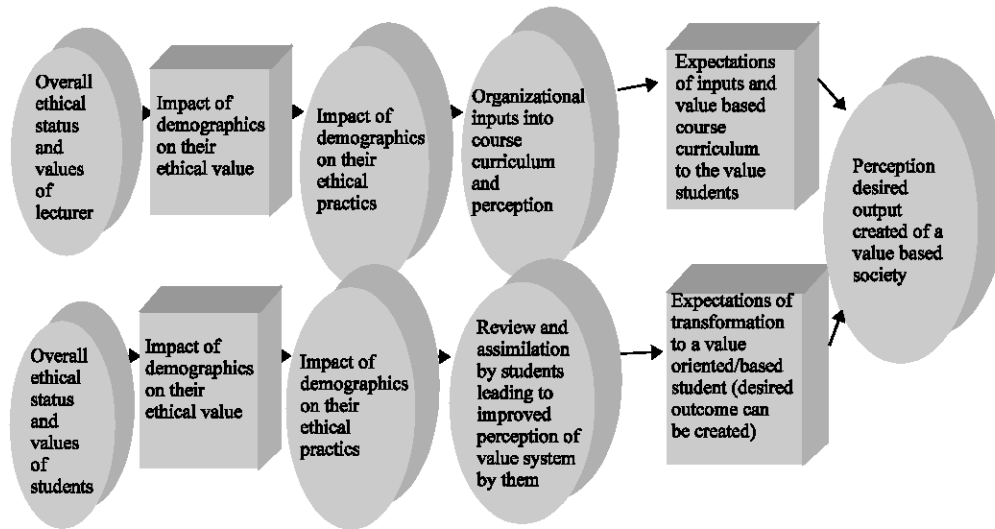 Overall
ethical
status
and
values of
lecturer
Impact of
demographics
on their
ethical value
Impact of
demographics
on their
ethical
practics
Organizational
inputs into
course
curriculum
and
perception
Expectations
of inputs and
value based
course
curriculum
to the value
students
Perception
desired
output
created of a
value based
society
Overall
ethical
status
and
values
of
students
Impact of
demographics
on their
ethical value
Impact of
demographics
on their
ethical
practics
Review and
assimilation
by students
leading to
improved
perception of
value system
by them
Expectations of
transformation
to a value
oriented/based
student (desired
outcome can
be created)